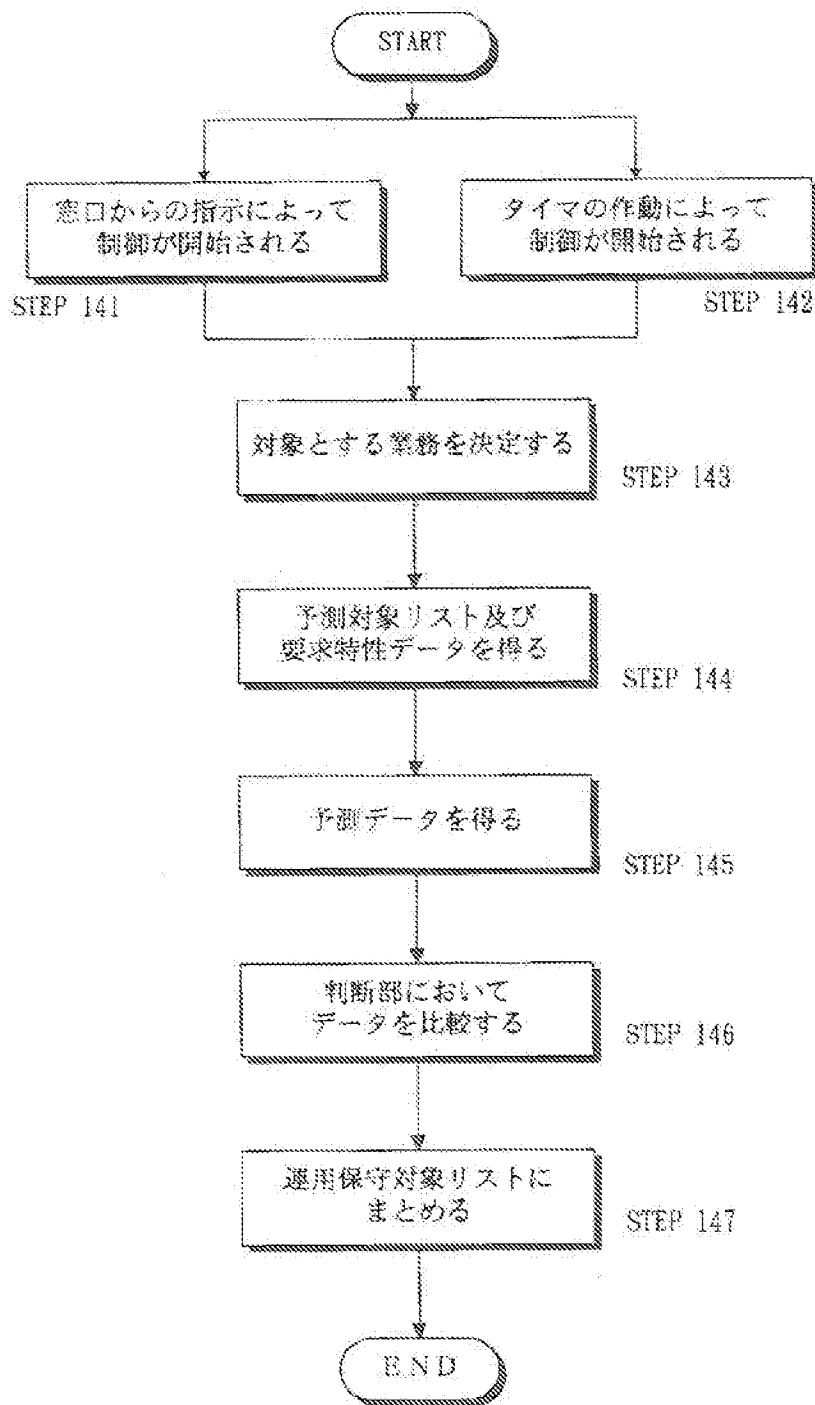 START
窓口からの指示によって
制御が開始される
STEP 141
タイマの作動によって
制御が開始される
STEP 142
対象とする業務を決定する
STEP 143
予測対象リスト及び
要求特性データを得る
STEP 144
予測データを得る
STEP 145
判断部において
データを比較する
STEP 146
運用保守対象リストに
まとめる
STEP 147
END